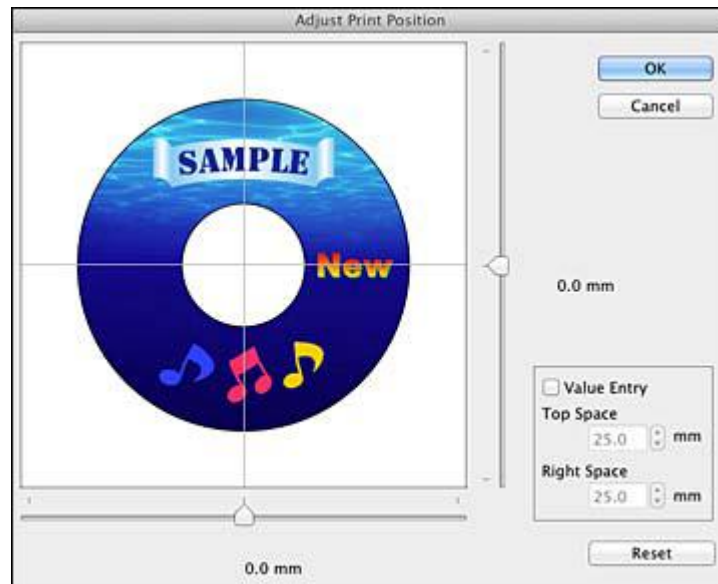 Adjust Print Position
OK
Cancel
SAMPLE
New
0.0 mm
Value Entry
Top Space
25.0 mm
Right Space
25.0 mm
0.0 mm
Reset